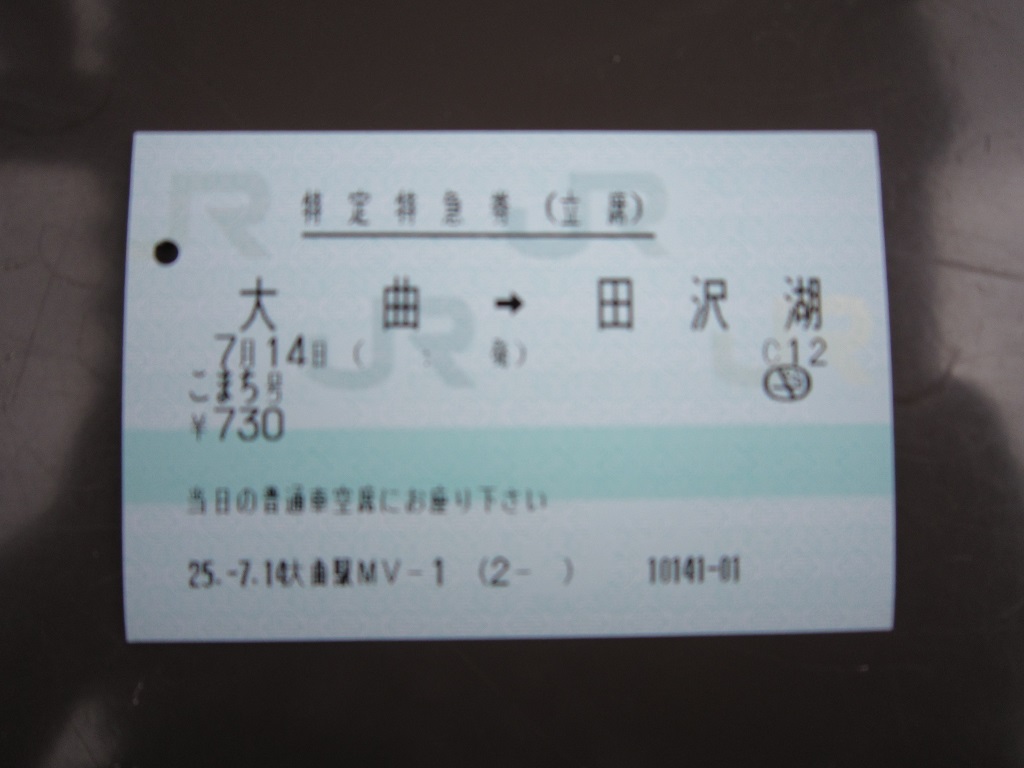 特定特急券(立席)
大曲→田沢湖
7月14日( : 発) C12
こまち号
¥730
当日の普通車空席にお座り下さい
25.-7.14大曲駅MV-1 (2- ) 10141-01